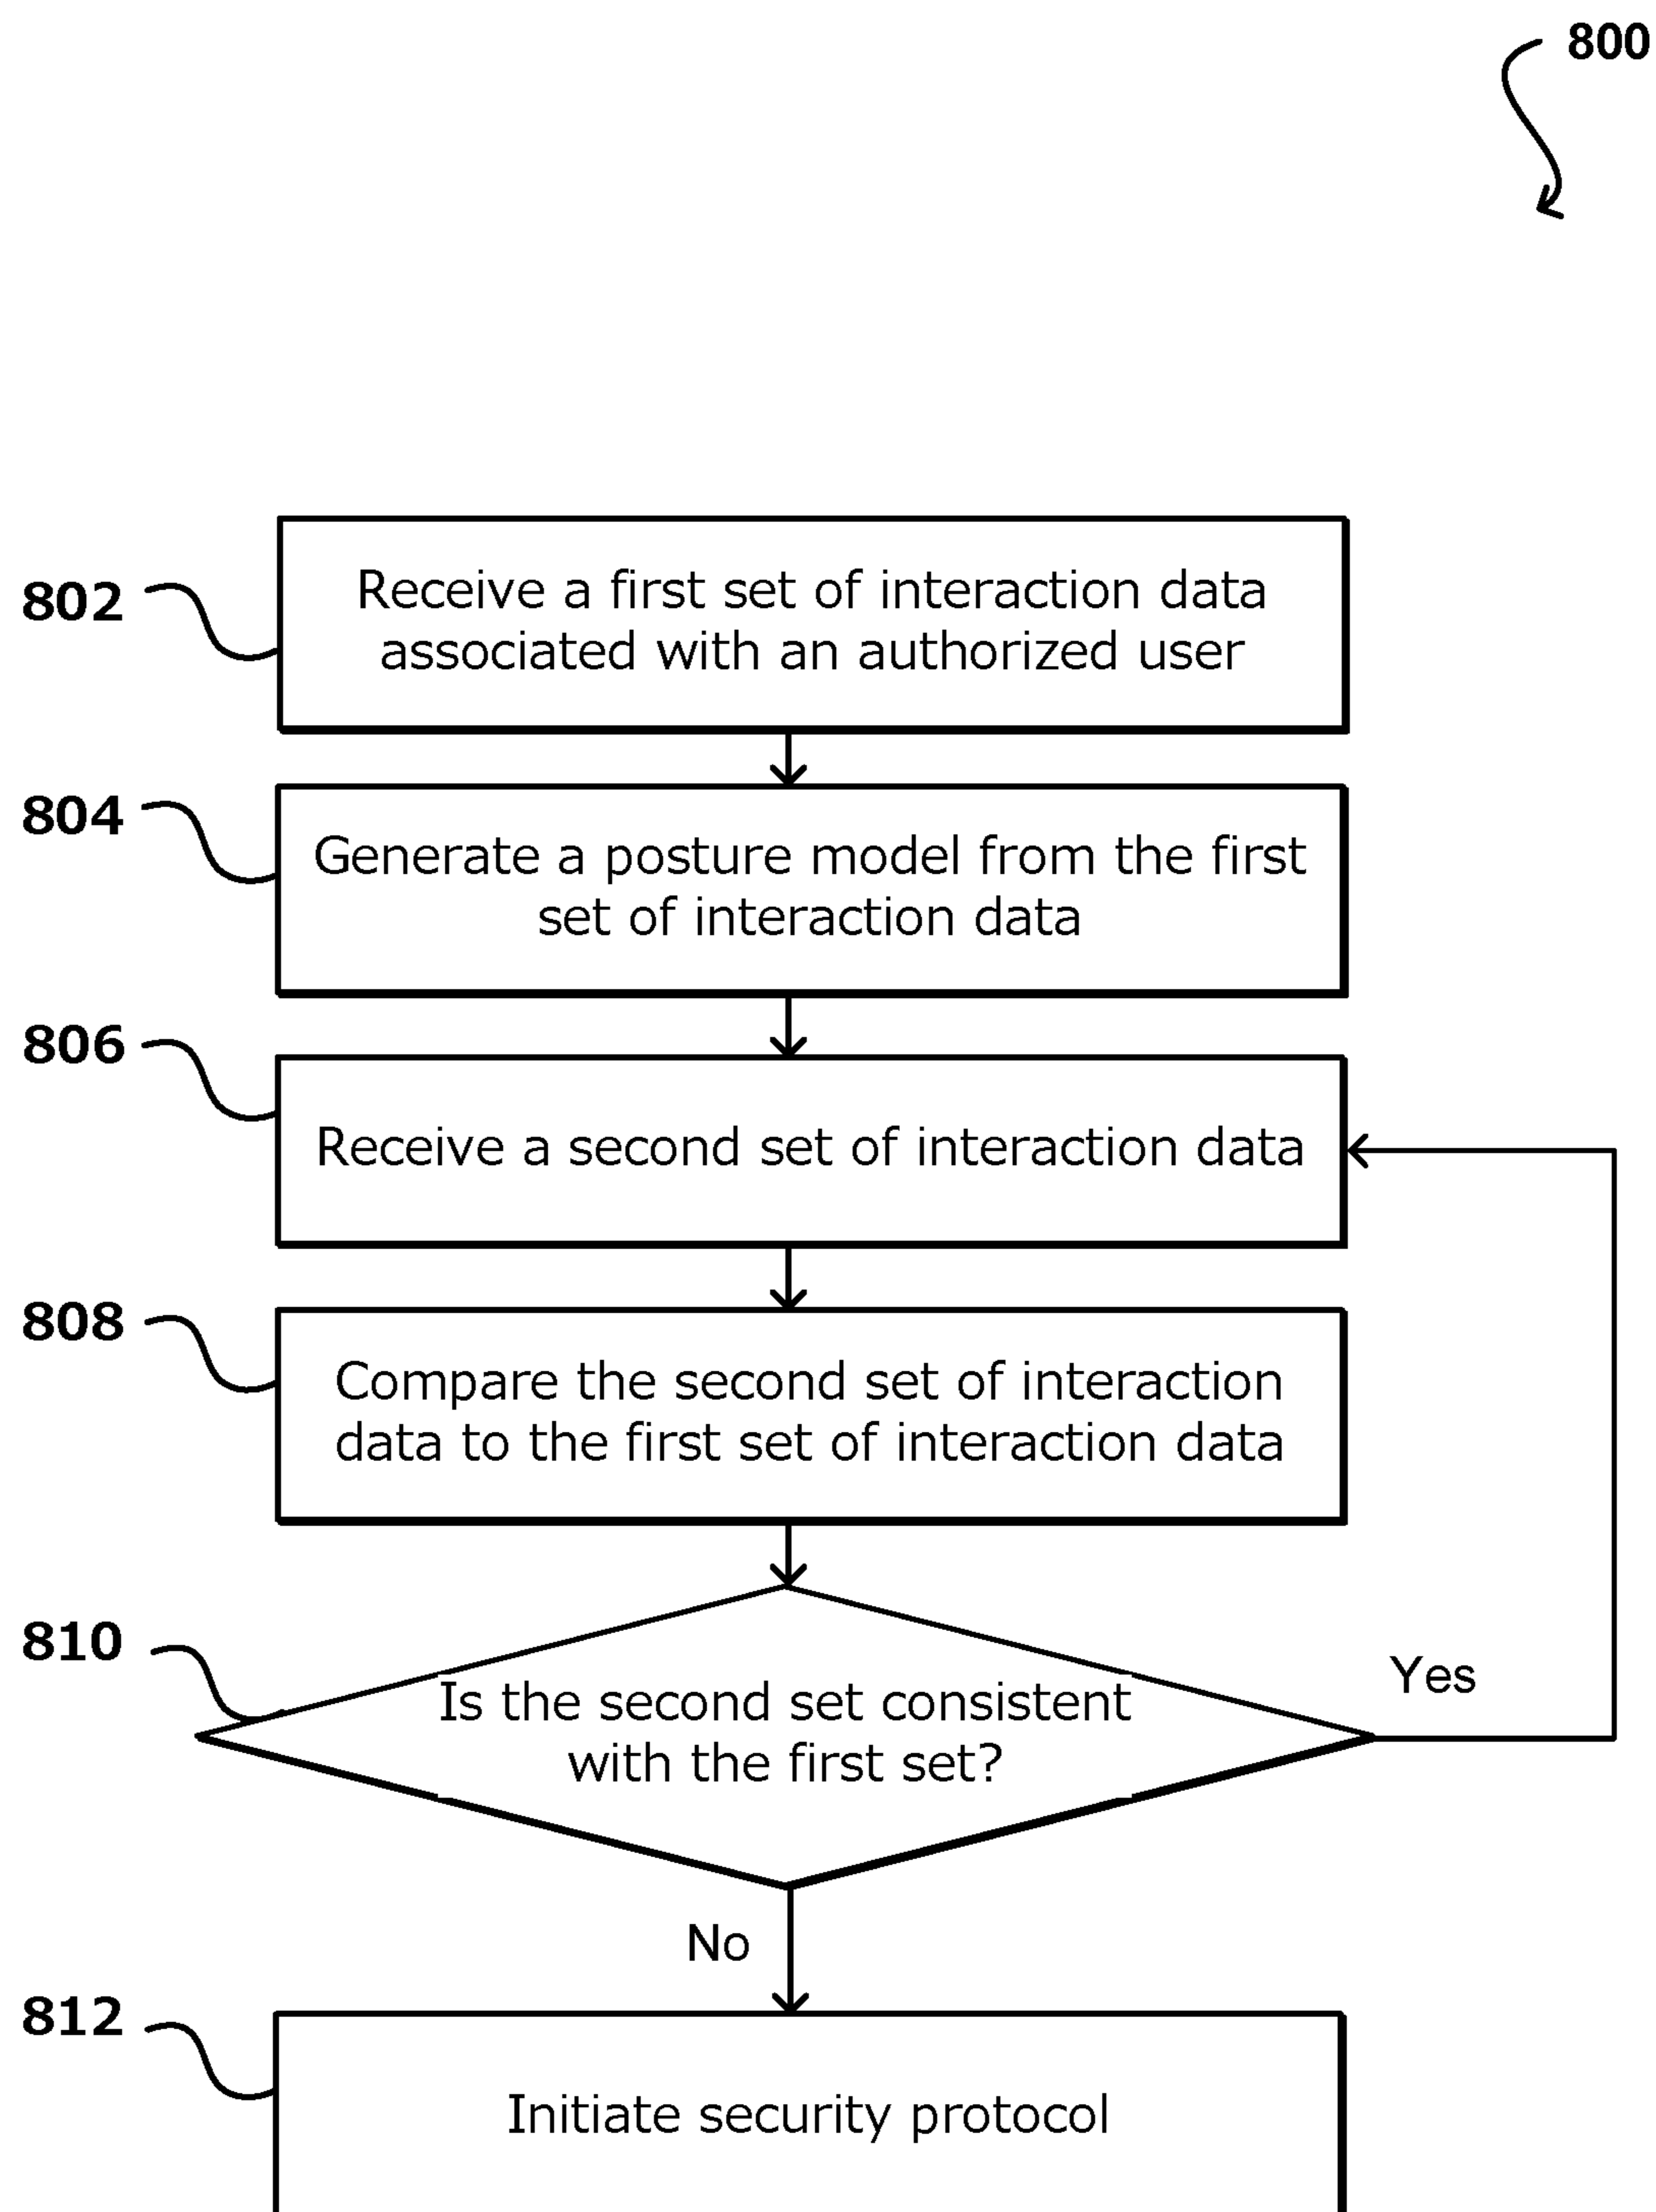 800
802
Receive a first set of interaction data
associated with an authorized user
804
Generate a posture model from the first
set of interaction data
806
Receive a second set of interaction data
808
Compare the second set of interaction
data to the first set of interaction data
810
Is the second set consistent
with the first set?
Yes
No
812
Initiate security protocol